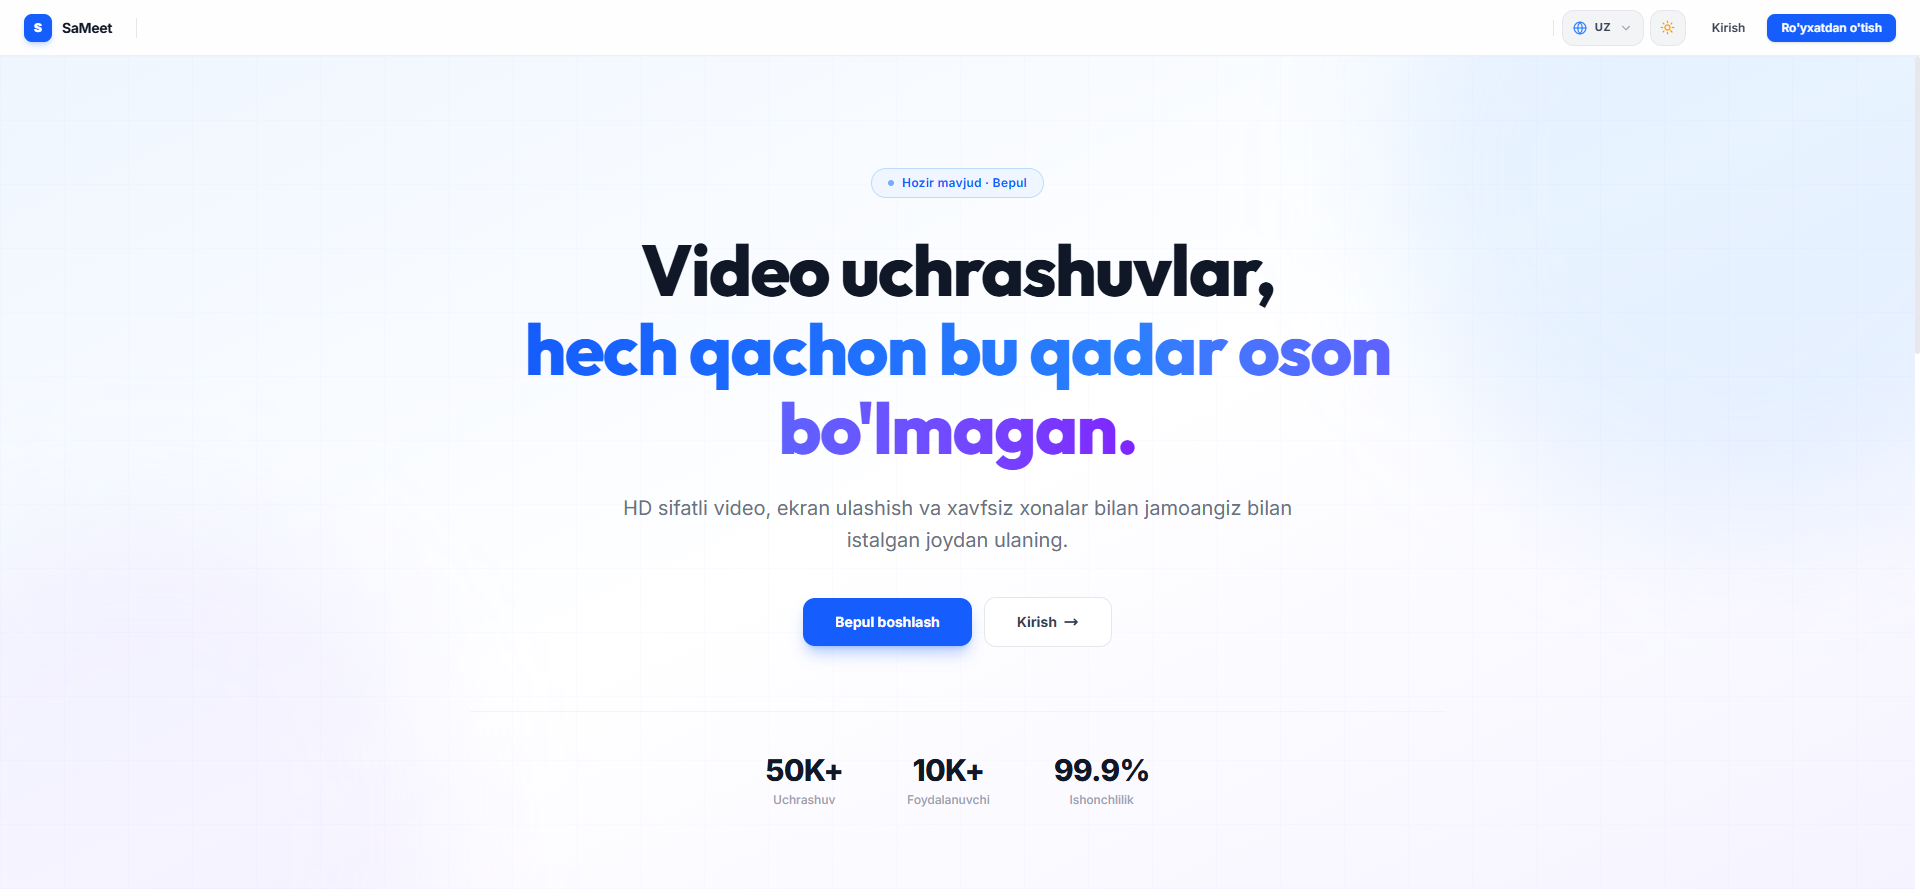 S SaMeet
UZ
Kirish
Ro'yxatdan o'tish
Hozir mavjud · Bepul
Video uchrashuvlar,
hech qachon bu qadar oson
bo'lmagan.
HD sifatli video, ekran ulashish va xavfsiz xonalar bilan jamoangiz bilan
istalgan joydan ulaning.
Bepul boshlash
Kirish →
50K+
Uchrashuv
10K+
Foydalanuvchi
99.9%
Ishonchlilik